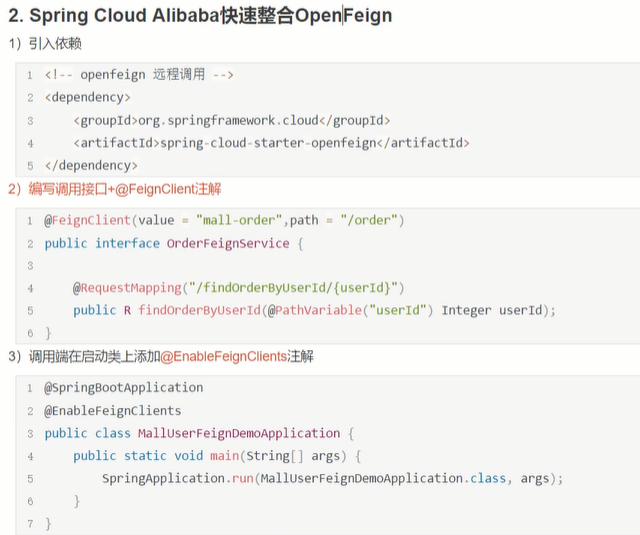 2. Spring Cloud Alibaba快速整合OpenFeign
1）引入依赖
1 <!-- openfeign 远程调用 -->
2 <dependency>
3     <groupId>org.springframework.cloud</groupId>
4     <artifactId>spring-cloud-starter-openfeign</artifactId>
5 </dependency>
2）编写调用接口+@FeignClient注解
1 @FeignClient(value = "mall-order",path = "/order")
2 public interface OrderFeignService {
3
4     @RequestMapping("/findOrderByUserId/{userId}")
5     public R findOrderByUserId(@PathVariable("userId") Integer userId);
6 }
3）调用端在启动类上添加@EnableFeignClients注解
1 @SpringBootApplication
2 @EnableFeignClients
3 public class MallUserFeignDemoApplication {
4     public static void main(String[] args) {
5         SpringApplication.run(MallUserFeignDemoApplication.class, args);
6     }
7 }